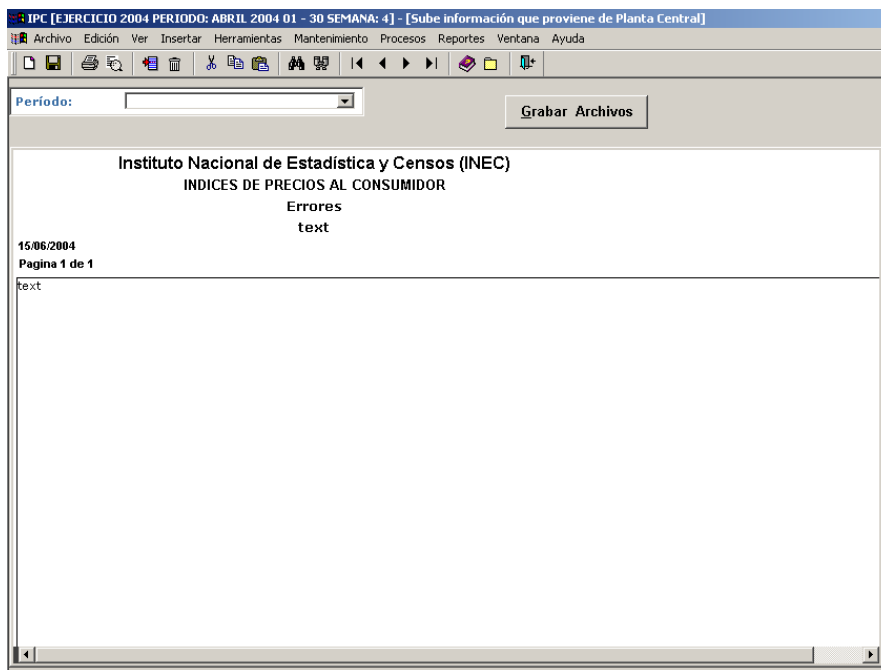 IPC [EJERCICIO 2004 PERIODO: ABRIL 2004 01 - 30 SEMANA: 4] - [Sube información que proviene de Planta Central]
Archivo Edición Ver Insertar Herramientas Mantenimiento Procesos Reportes Ventana Ayuda
Período:
Grabar Archivos
Instituto Nacional de Estadística y Censos (INEC)
INDICES DE PRECIOS AL CONSUMIDOR
Errores
text
15/06/2004
Pagina 1 de 1
text